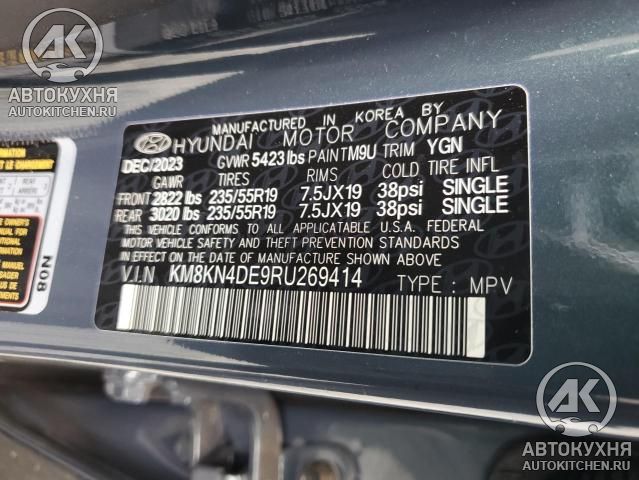 АВТОКУХНЯ
AUTOKITCHEN.RU
MANUFACTURED IN KOREA BY
HYUNDAI MOTOR COMPANY
DEC/2023 GVWR 5423 lbs PAINT M9U TRIM YGN
GAWR TIRES RIMS COLD TIRE INFL
FRONT 2822 lbs 235/55R19 7.5JX19 38psi SINGLE
REAR 3020 lbs 235/55R19 7.5JX19 38psi SINGLE
THIS VEHICLE CONFORMS TO ALL APPLICABLE U.S.A. FEDERAL
MOTOR VEHICLE SAFETY, BUMPER, AND THEFT PREVENTION STANDARDS
IN EFFECT ON THE DATE OF MANUFACTURE SHOWN ABOVE.
V.I.N KM8KN4DE9RU269414 TYPE : MPV
N08
АВТОКУХНЯ
AUTOKITCHEN.RU